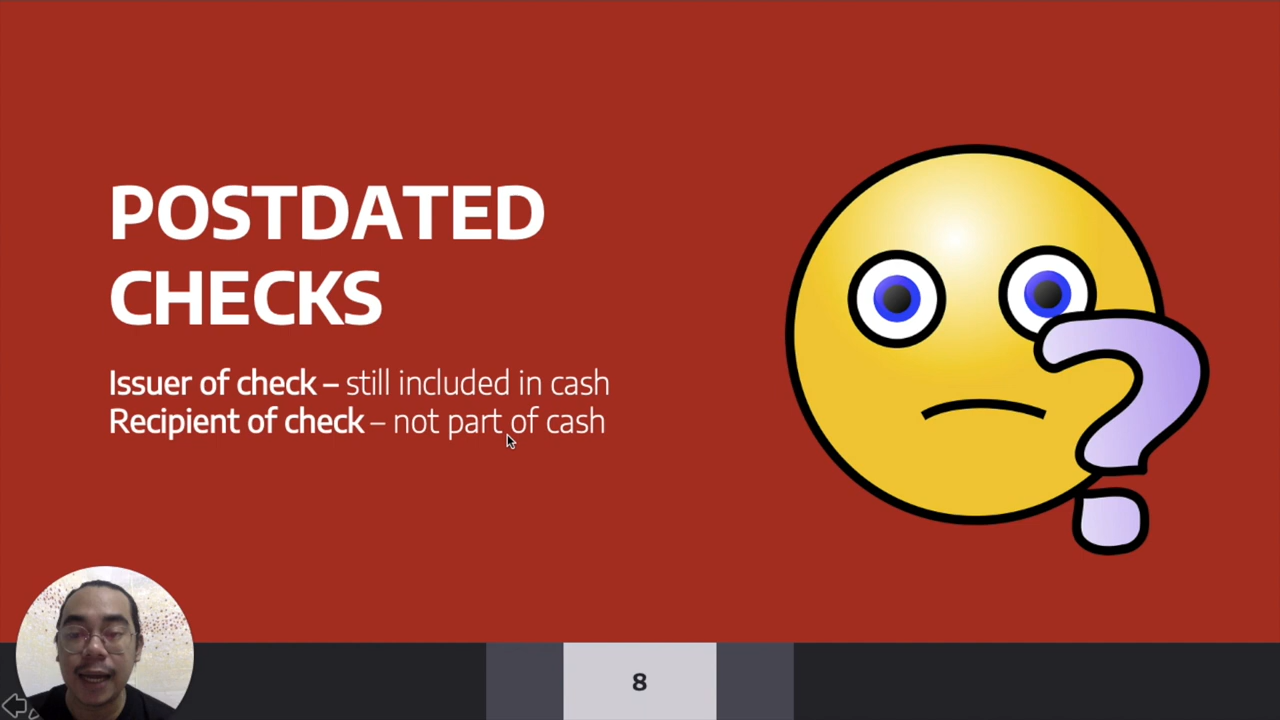 POSTDATED
CHECKS
Issuer of check – still included in cash
Recipient of check – not part of cash
8